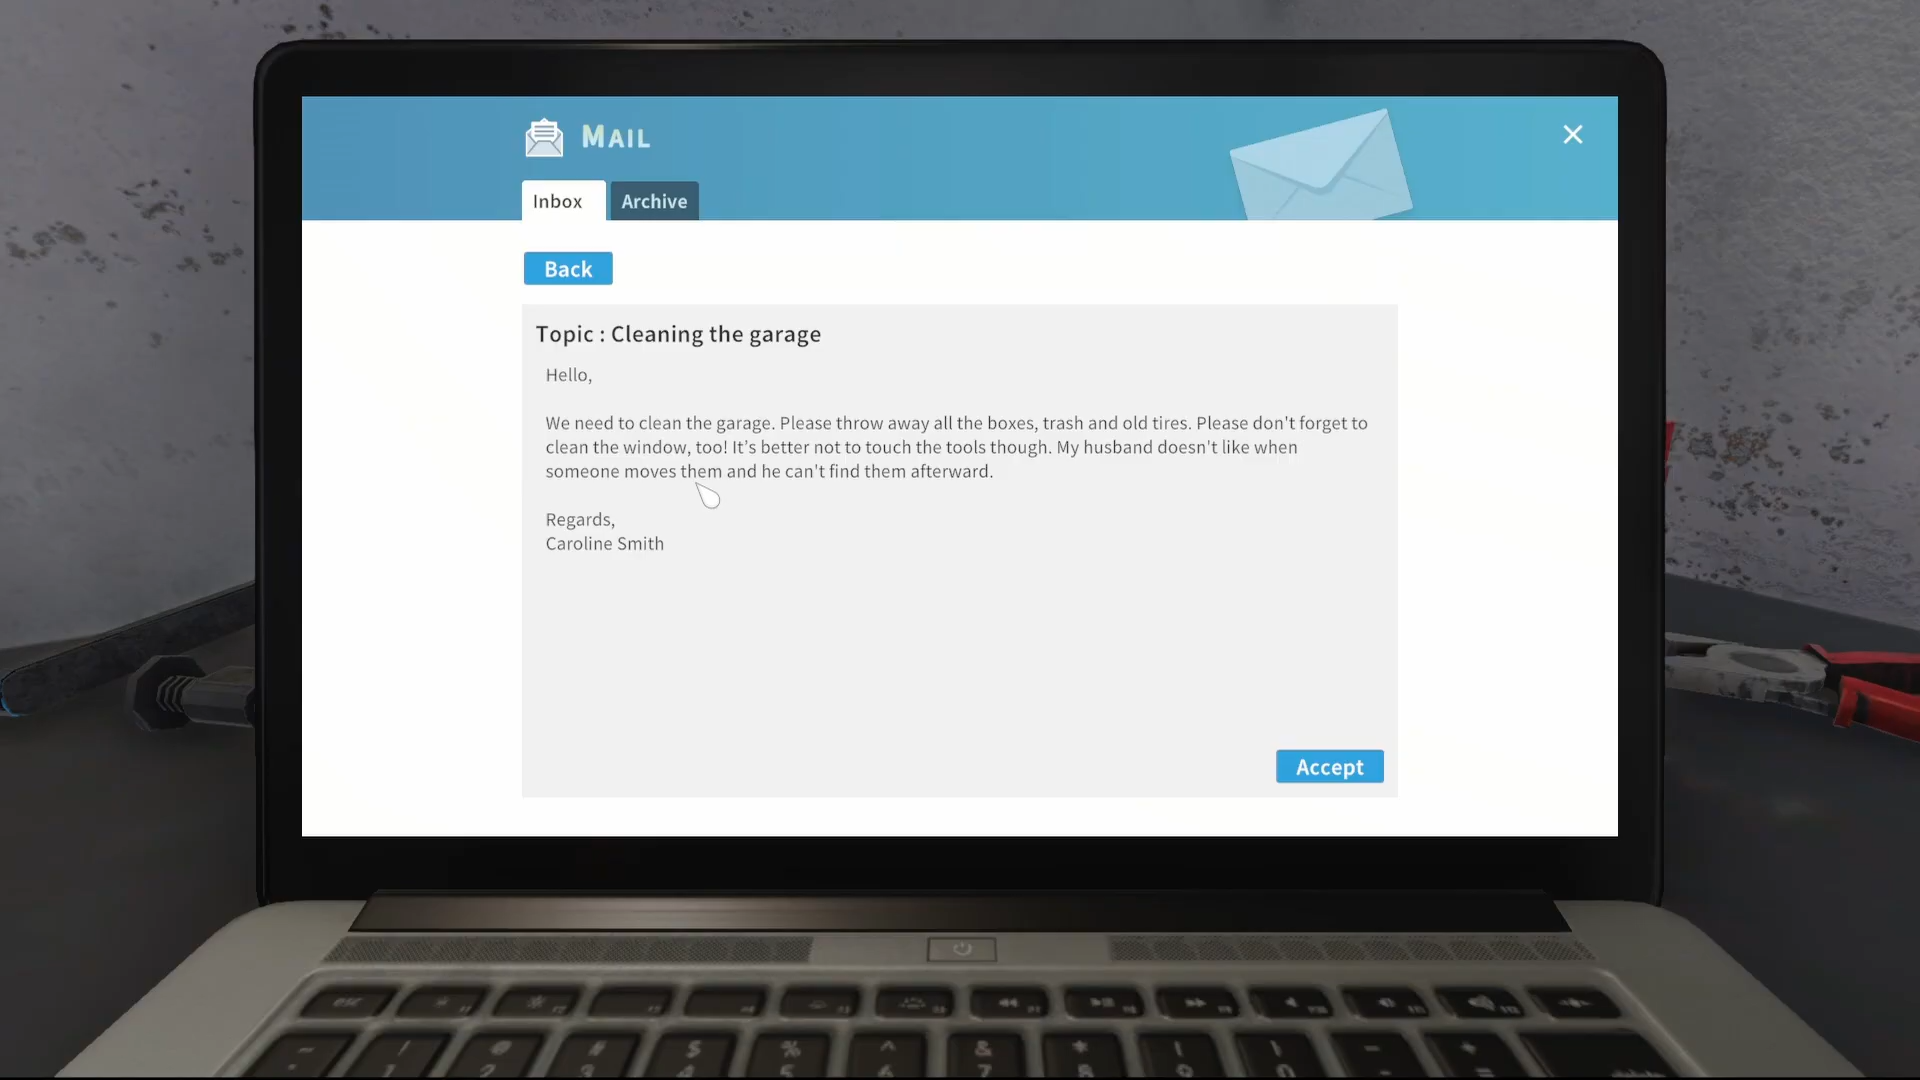 MAIL
Inbox
Archive
Back
Topic : Cleaning the garage
Hello,
We need to clean the garage. Please throw away all the boxes, trash and old tires. Please don't forget to
clean the window, too! It's better not to touch the tools though. My husband doesn't like when
someone moves them and he can't find them afterward.
Regards,
Caroline Smith
Accept
esc